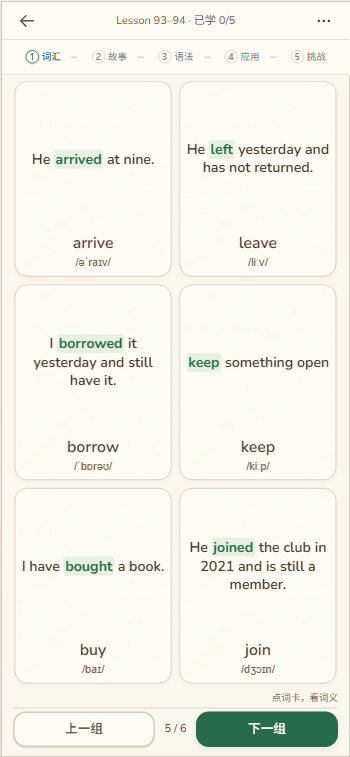 Lesson 93–94 · 已学 0/5
1 词汇 – 2 故事 – 3 语法 – 4 应用 – 5 挑战
He arrived at nine.
arrive
/əˈraɪv/
He left yesterday and
has not returned.
leave
/liːv/
I borrowed it
yesterday and still
have it.
borrow
/ˈbɒrəʊ/
keep something open
keep
/kiːp/
I have bought a book.
buy
/baɪ/
He joined the club in
2021 and is still a
member.
join
/dʒɔɪn/
点词卡，看词义
上一组
5 / 6
下一组